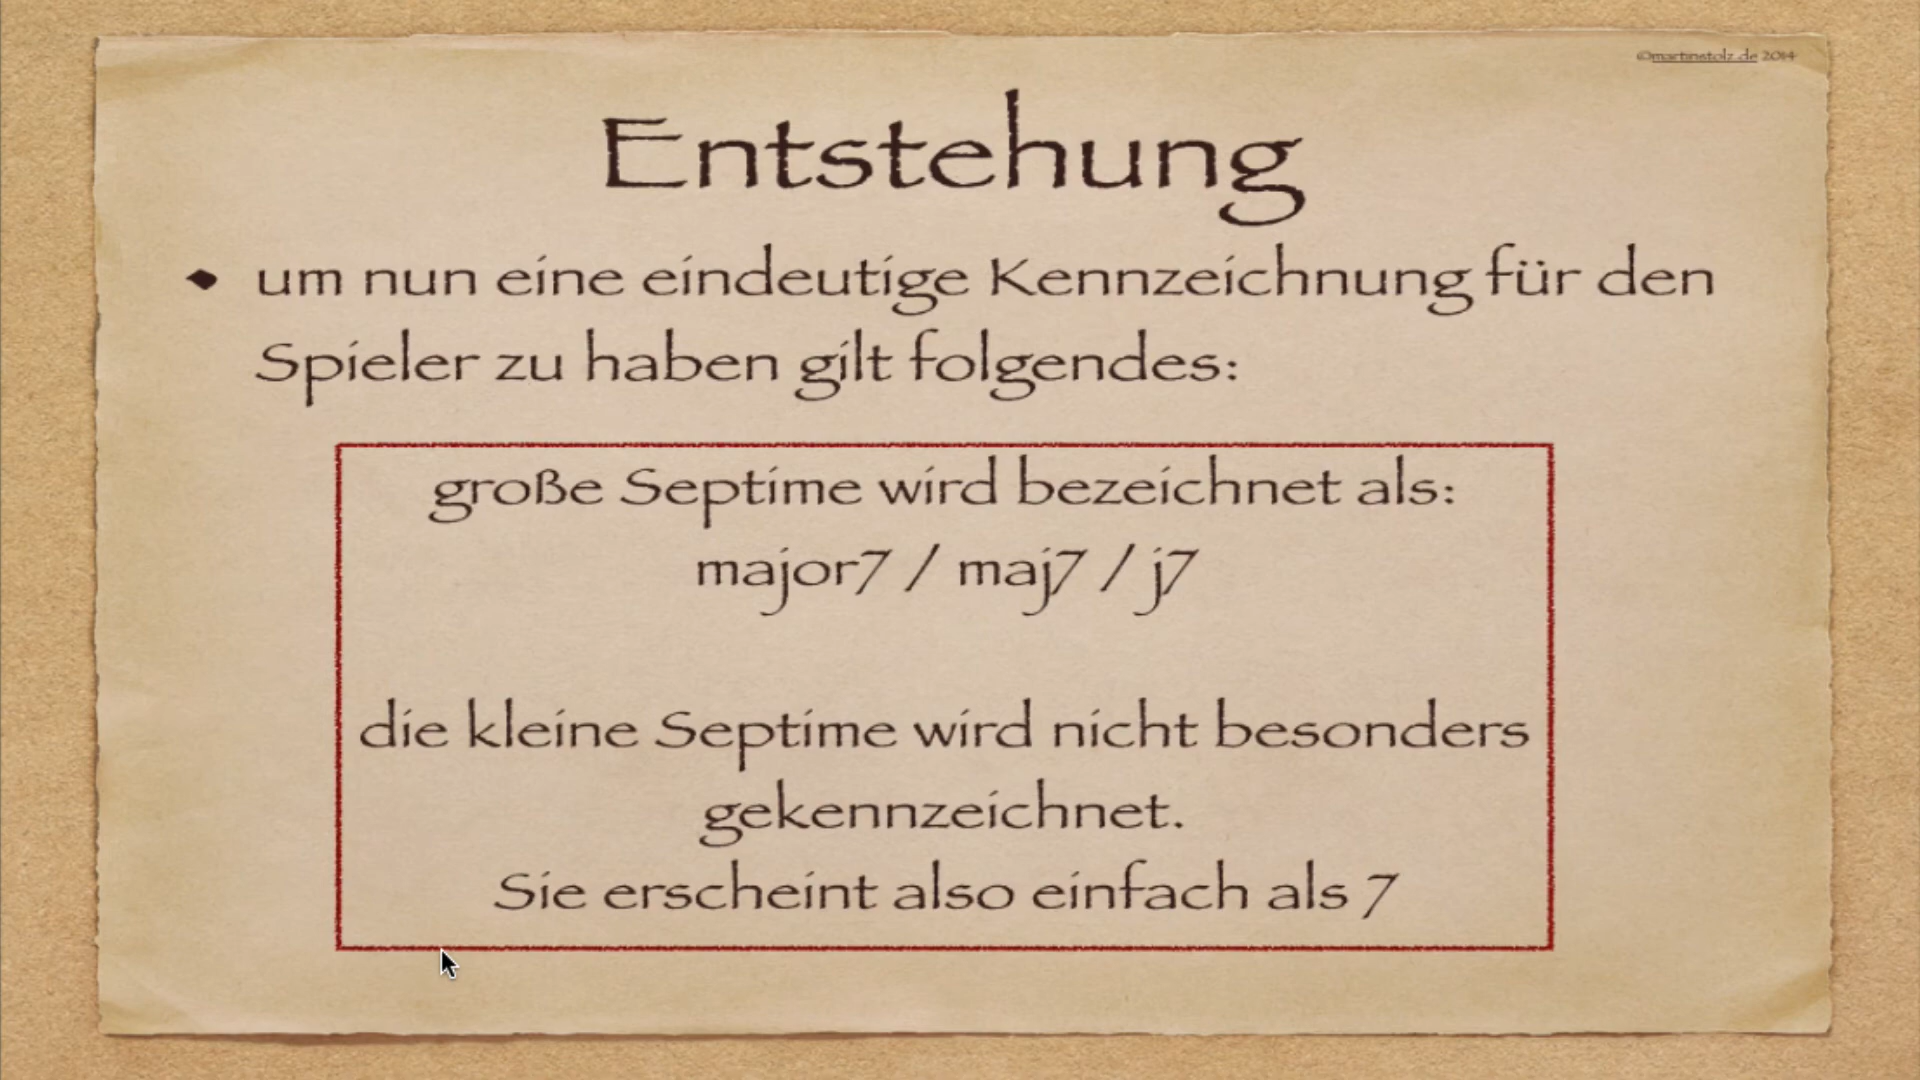 ©martinstolz.de 2014
Entstehung
• um nun eine eindeutige Kennzeichnung für den
Spieler zu haben gilt folgendes:
große Septime wird bezeichnet als:
major7 / maj7 / j7
die kleine Septime wird nicht besonders
gekennzeichnet.
Sie erscheint also einfach als 7